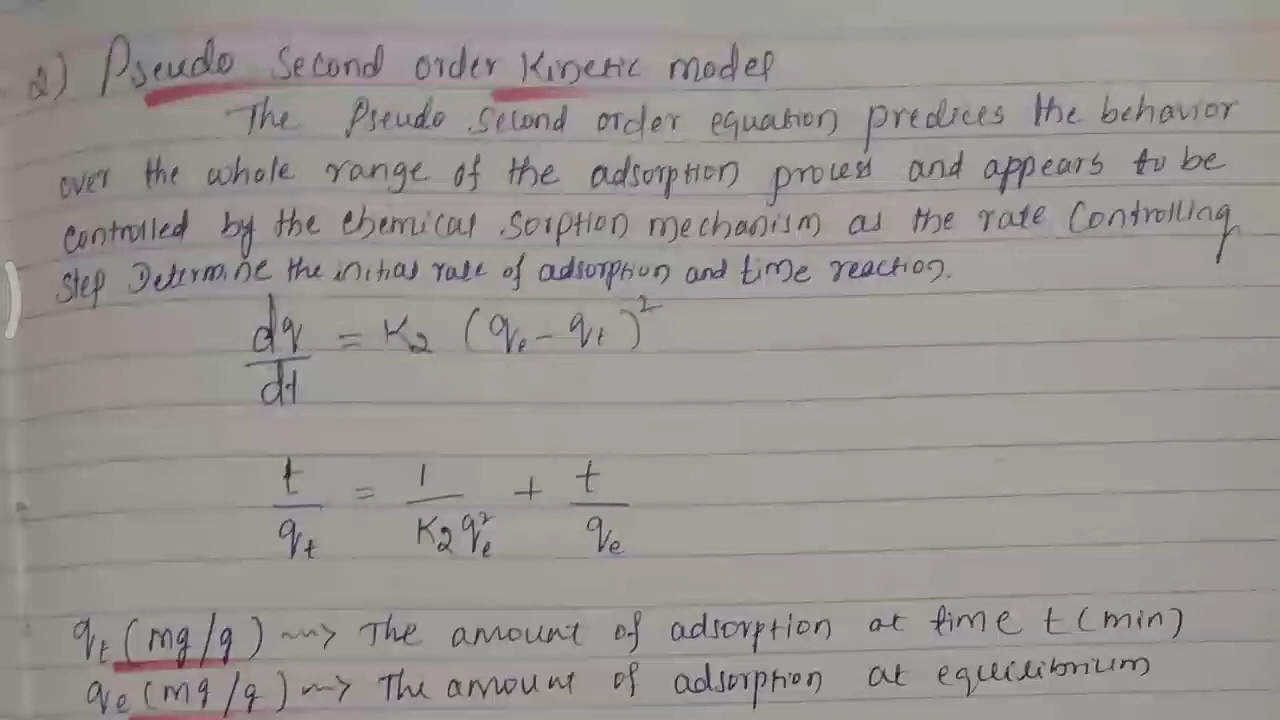 2) Pseudo second order Kinetic model
The Pseudo second order equation predices the behavior
over the whole range of the adsorption process and appears to be
controlled by the chemical sorption mechanism as the rate Controlling
step Determine the initial rate of adsorption and time reaction.
dq/dt = K2 (qe - qt)²
t/qt = 1/K2qe² + t/qe
qt (mg/g) ~~> The amount of adsorption at time t (min)
qe (mg/g) ~~> The amount of adsorption at equilibrium